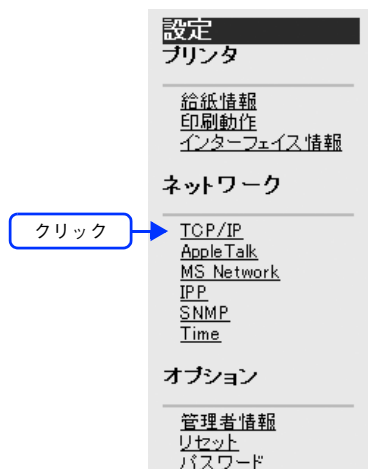 設定
プリンタ
給紙情報
印刷動作
インターフェイス情報
ネットワーク
クリック
TCP/IP
AppleTalk
MS Network
IPP
SNMP
Time
オプション
管理者情報
リセット
パスワード